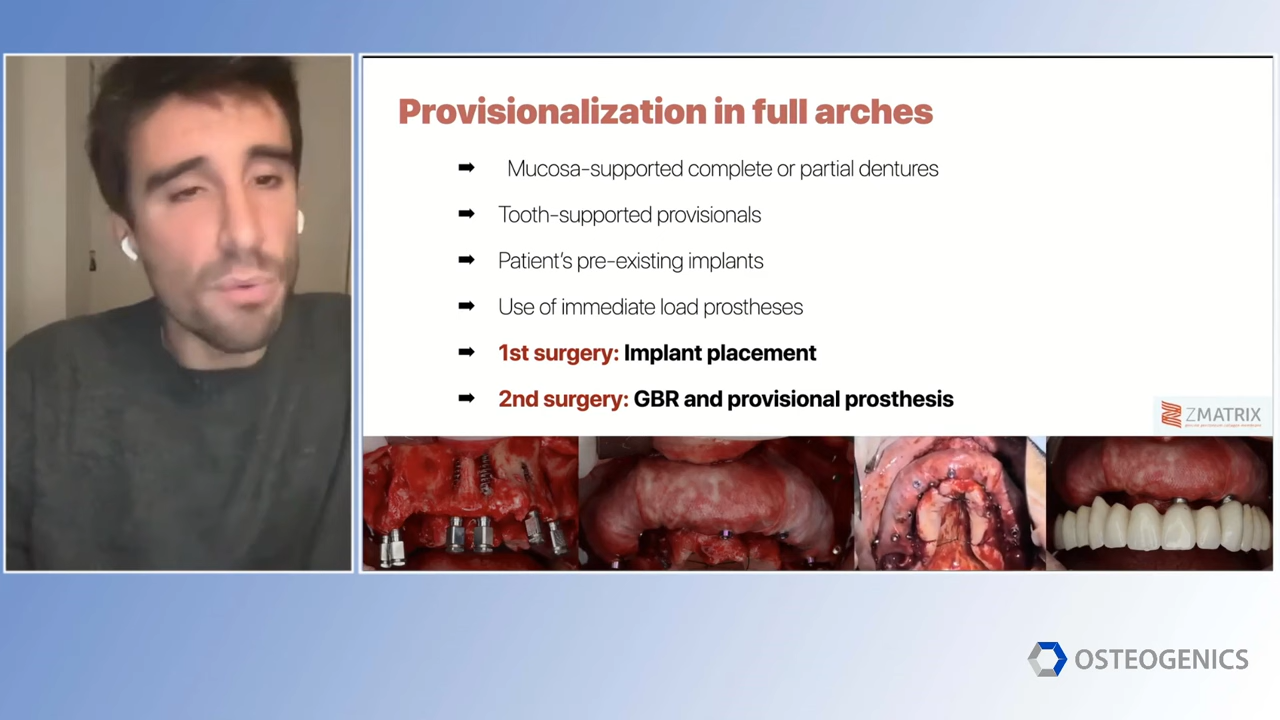 Provisionalization in full arches
➡ Mucosa-supported complete or partial dentures
➡ Tooth-supported provisionals
➡ Patient's pre-existing implants
➡ Use of immediate load prostheses
➡ 1st surgery: Implant placement
➡ 2nd surgery: GBR and provisional prosthesis
ZMATRIX
OSTEOGENICS